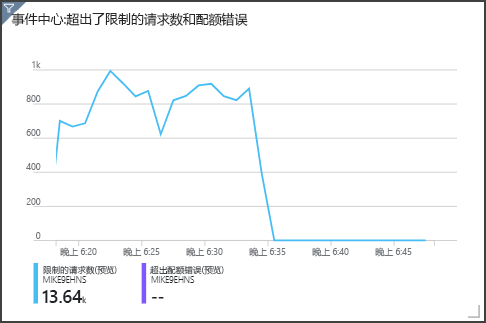 事件中心:超出了限制的请求数和配额错误
1k
800
600
400
200
0
晚上 6:20 晚上 6:25 晚上 6:30 晚上 6:35 晚上 6:40 晚上 6:45
限制的请求数(预览) 超出配额错误(预览)
MIKE9EHNS MIKE9EHNS
13.64k --